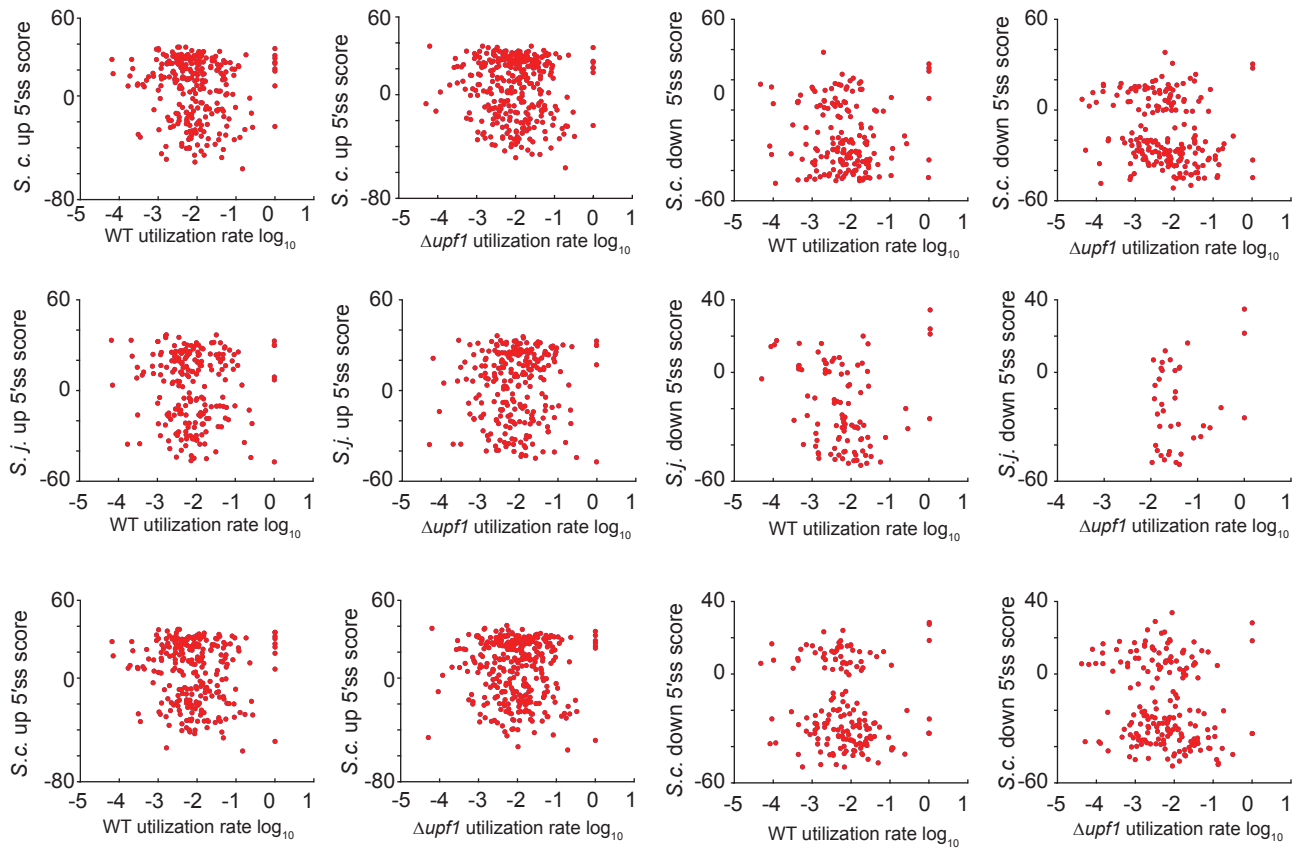 60
0
-80
S. c. up 5'ss score
-5 -4 -3 -2 -1 0 1
WT utilization rate log10
60
0
-80
S. c. up 5'ss score
-5 -4 -3 -2 -1 0 1
Δupf1 utilization rate log10
60
0
-60
S.c. down 5'ss score
-5 -4 -3 -2 -1 0 1
WT utilization rate log10
60
0
-60
S.c. down 5'ss score
-5 -4 -3 -2 -1 0 1
Δupf1 utilization rate log10
60
0
-60
S. j. up 5'ss score
-5 -4 -3 -2 -1 0 1
WT utilization rate log10
60
0
-60
S.j. up 5'ss score
-5 -4 -3 -2 -1 0 1
Δupf1 utilization rate log10
40
0
-60
S.j. down 5'ss score
-5 -4 -3 -2 -1 0 1
WT utilization rate log10
40
0
-60
S.j. down 5'ss score
-5 -4 -3 -2 -1 0 1
Δupf1 utilization rate log10
60
0
-80
S.c. up 5'ss score
-5 -4 -3 -2 -1 0 1
WT utilization rate log10
60
0
-80
S.c. up 5'ss score
-5 -4 -3 -2 -1 0 1
Δupf1 utilization rate log10
40
0
-60
S.c. down 5'ss score
-5 -4 -3 -2 -1 0 1
WT utilization rate log10
40
0
-60
S.c. down 5'ss score
-5 -4 -3 -2 -1 0 1
Δupf1 utilization rate log10